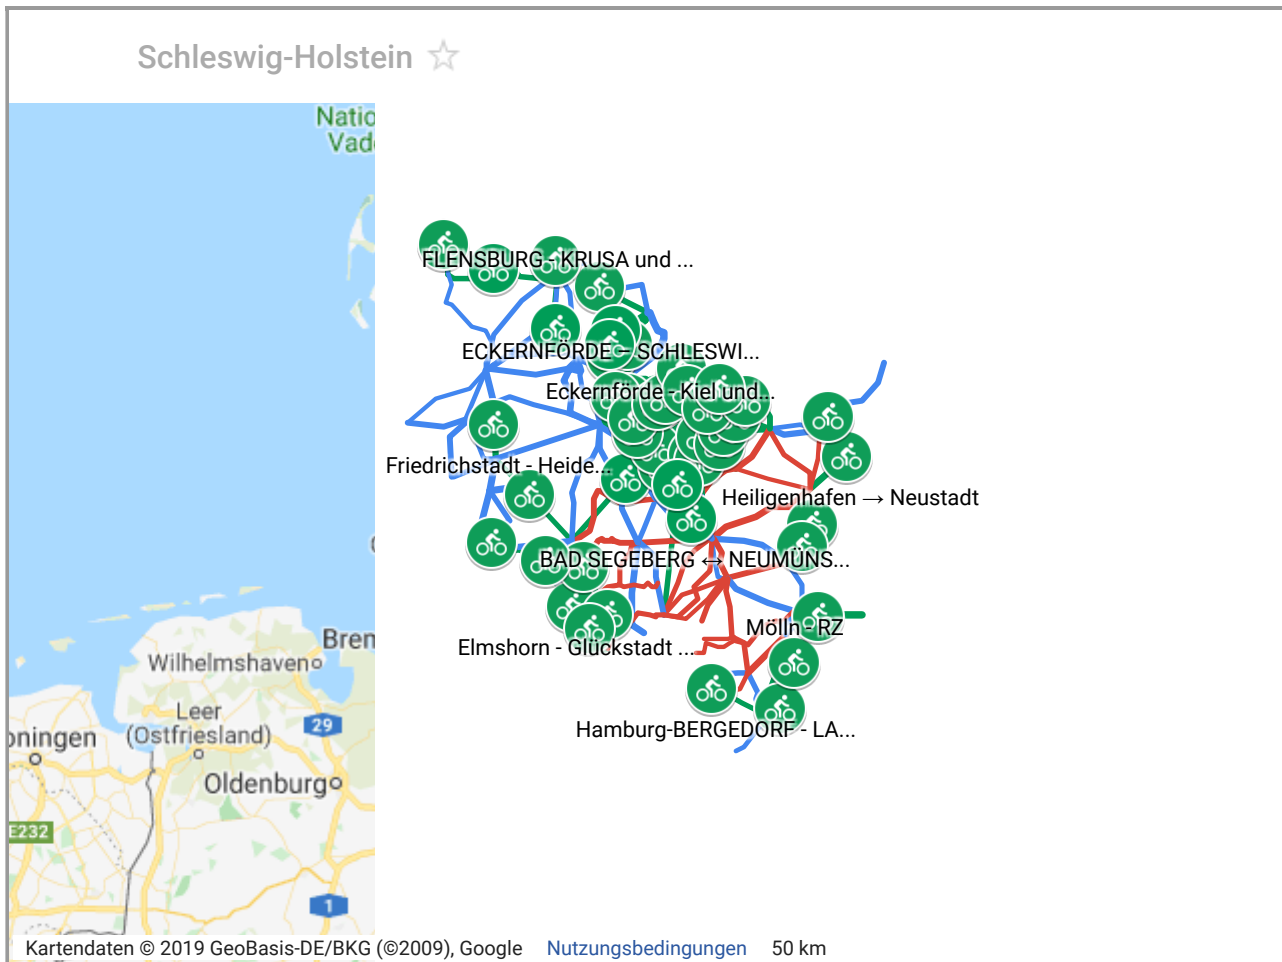 Schleswig-Holstein
Natio
Vad
FLENSBURG - KRUSA und ...
ECKERNFÖRDE – SCHLESWI...
Eckernförde - Kiel und...
Friedrichstadt - Heide...
Heiligenhafen → Neustadt
BAD SEGEBERG ↔ NEUMÜNS...
Mölln - RZ
Elmshorn - Glückstadt ...
Hamburg-BERGEDORF - LA...
Brem
Wilhelmshaven
Leer
(Ostfriesland)
29
oningen
Oldenburg
E232
1
Kartendaten © 2019 GeoBasis-DE/BKG (©2009), Google Nutzungsbedingungen 50 km